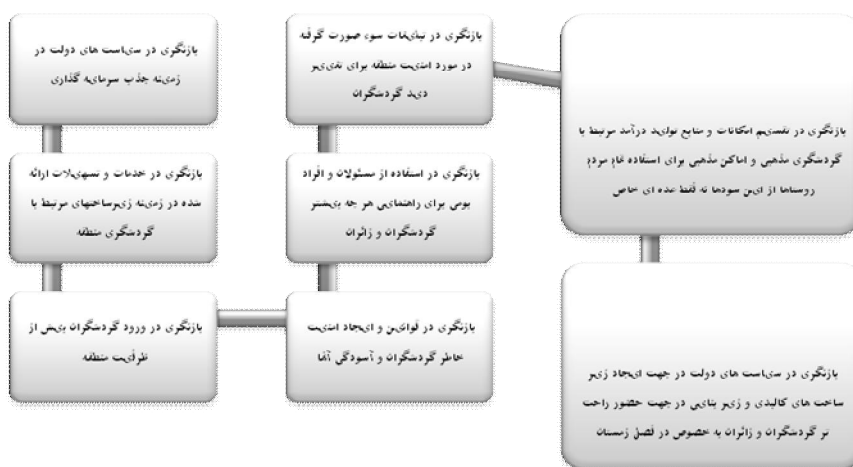 بازنگری در سیاست های دولت در
زمینه جذب سرمایه گذاری
بازنگری در خدمات و تسهیلات ارائه
شده در زمینه زیرساختهای مرتبط با
گردشگری منطقه
بازنگری در ورود گردشگران بیش از
ظرفیت منطقه
بازنگری در قوانین و ایجاد امنیت
خاطر گردشگران و آسودگی آنها
بازنگری در استفاده از مسئولان و افراد
بومی برای راهنمایی هر چه بیشتر
گردشگران و زائران
بازنگری در تبلیغات سوء صورت گرفته
در مورد امنیت منطقه برای تغییر
دید گردشگران
بازنگری در تقسیم امکانات و منابع تولید درآمد مرتبط با
گردشگری مذهبی و اماکن مذهبی برای استفاده تمام مردم
روستاها از این سودها نه فقط عده ای خاص
بازنگری در سیاست های دولت در جهت ایجاد زیر
ساخت های کالبدی و زیر بنایی در جهت حضور راحت
تر گردشگران و زائران به خصوص در فصل زمستان